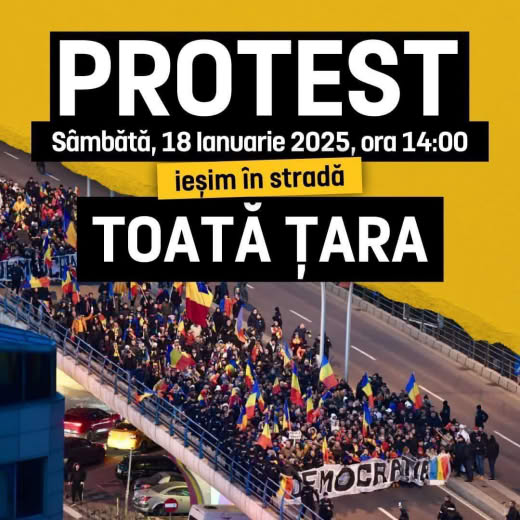 PROTEST
Sâmbătă, 18 Ianuarie 2025, ora 14:00
ieșim în stradă
TOATĂ ȚARA
DEMOCRAȚIA